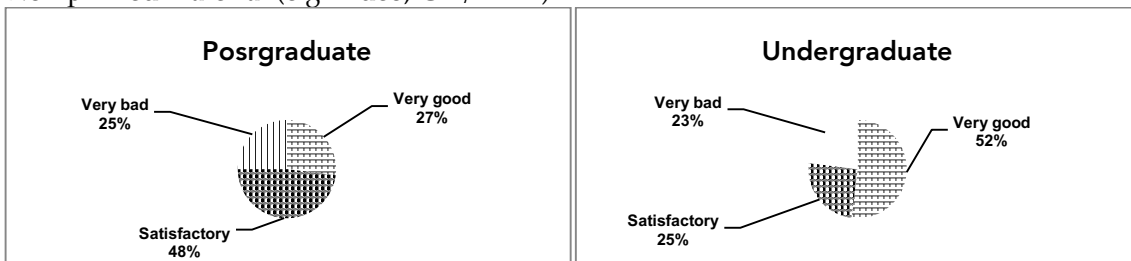 Posrgraduate
Very bad
25%
Very good
27%
Satisfactory
48%
Undergraduate
Very bad
23%
Very good
52%
Satisfactory
25%